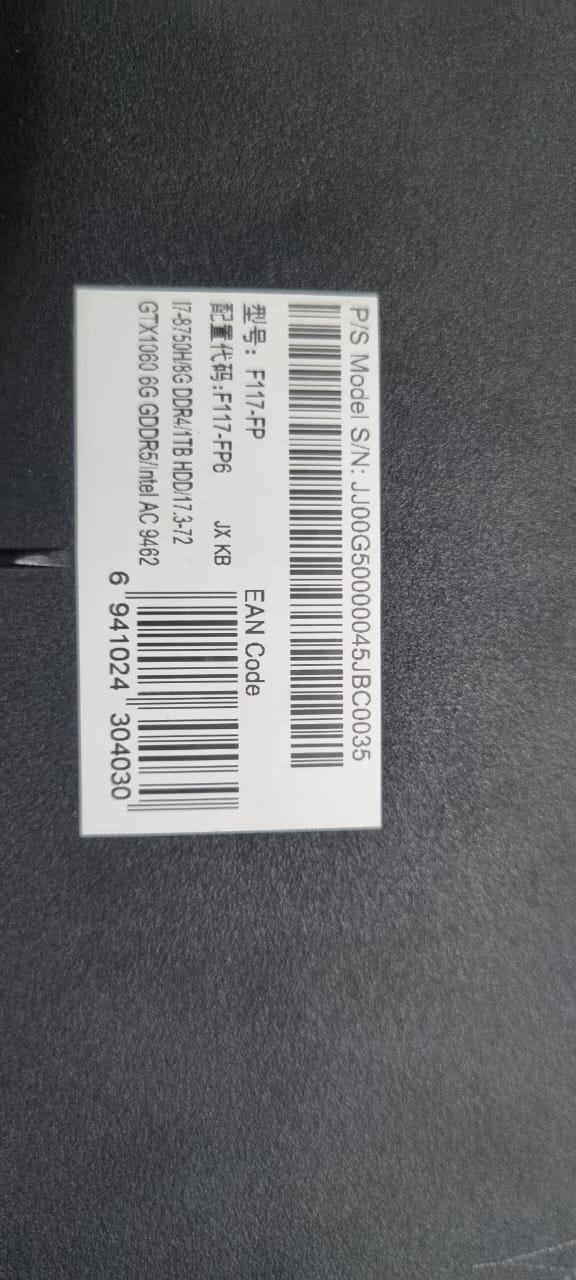 P/S Model S/N: JJ00G50000045JBC0035
型号: F117-FP
配置代码:F117-FP6 JX KB
I7-8750H/8G DDR4/1TB HDD/17.3-72
GTX1060 6G GDDR5/Intel AC 9462
EAN Code
6 941024 304030